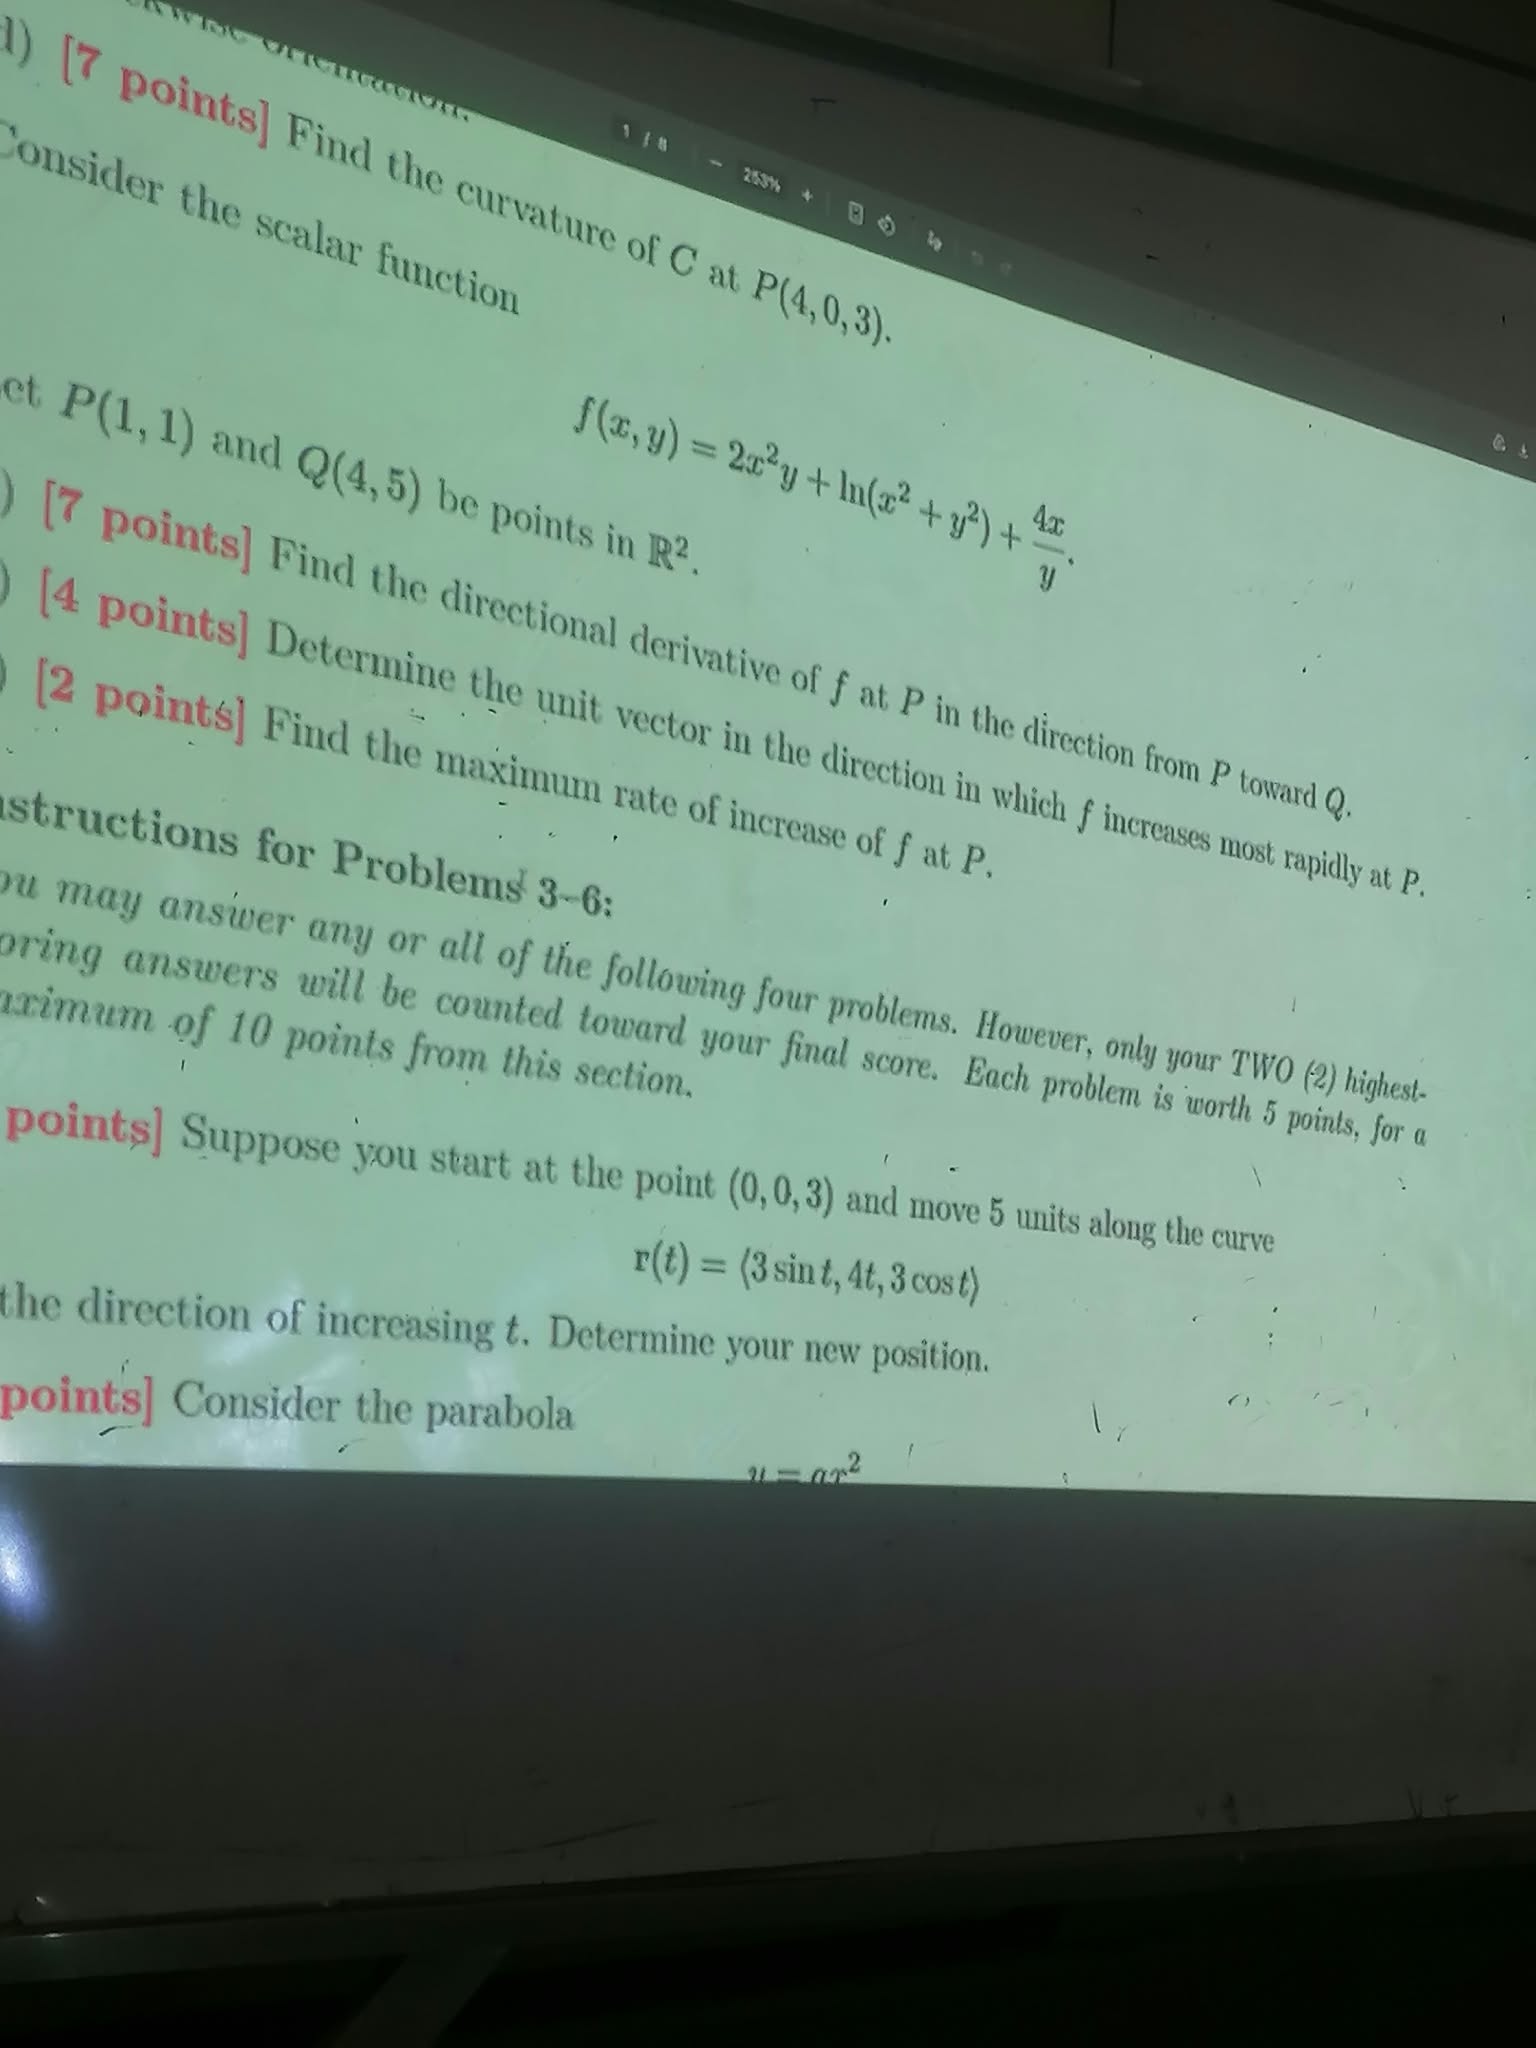 d) [7 points] Find the curvature of C at P(4, 0, 3).
1 / 8 − 253% +
Consider the scalar function
f(x, y) = 2x²y + ln(x² + y²) + 4x/y.
P(1, 1) and Q(4, 5) be points in ℝ².
) [7 points] Find the directional derivative of f at P in the direction from P toward Q.
) [4 points] Determine the unit vector in the direction in which f increases most rapidly at P.
) [2 points] Find the maximum rate of increase of f at P.
structions for Problems 3–6:
ou may answer any or all of the following four problems. However, only your TWO (2) highest-
oring answers will be counted toward your final score. Each problem is worth 5 points, for a
aximum of 10 points from this section.
points] Suppose you start at the point (0, 0, 3) and move 5 units along the curve
r(t) = ⟨3 sin t, 4t, 3 cos t⟩
the direction of increasing t. Determine your new position.
points] Consider the parabola
y = ax²